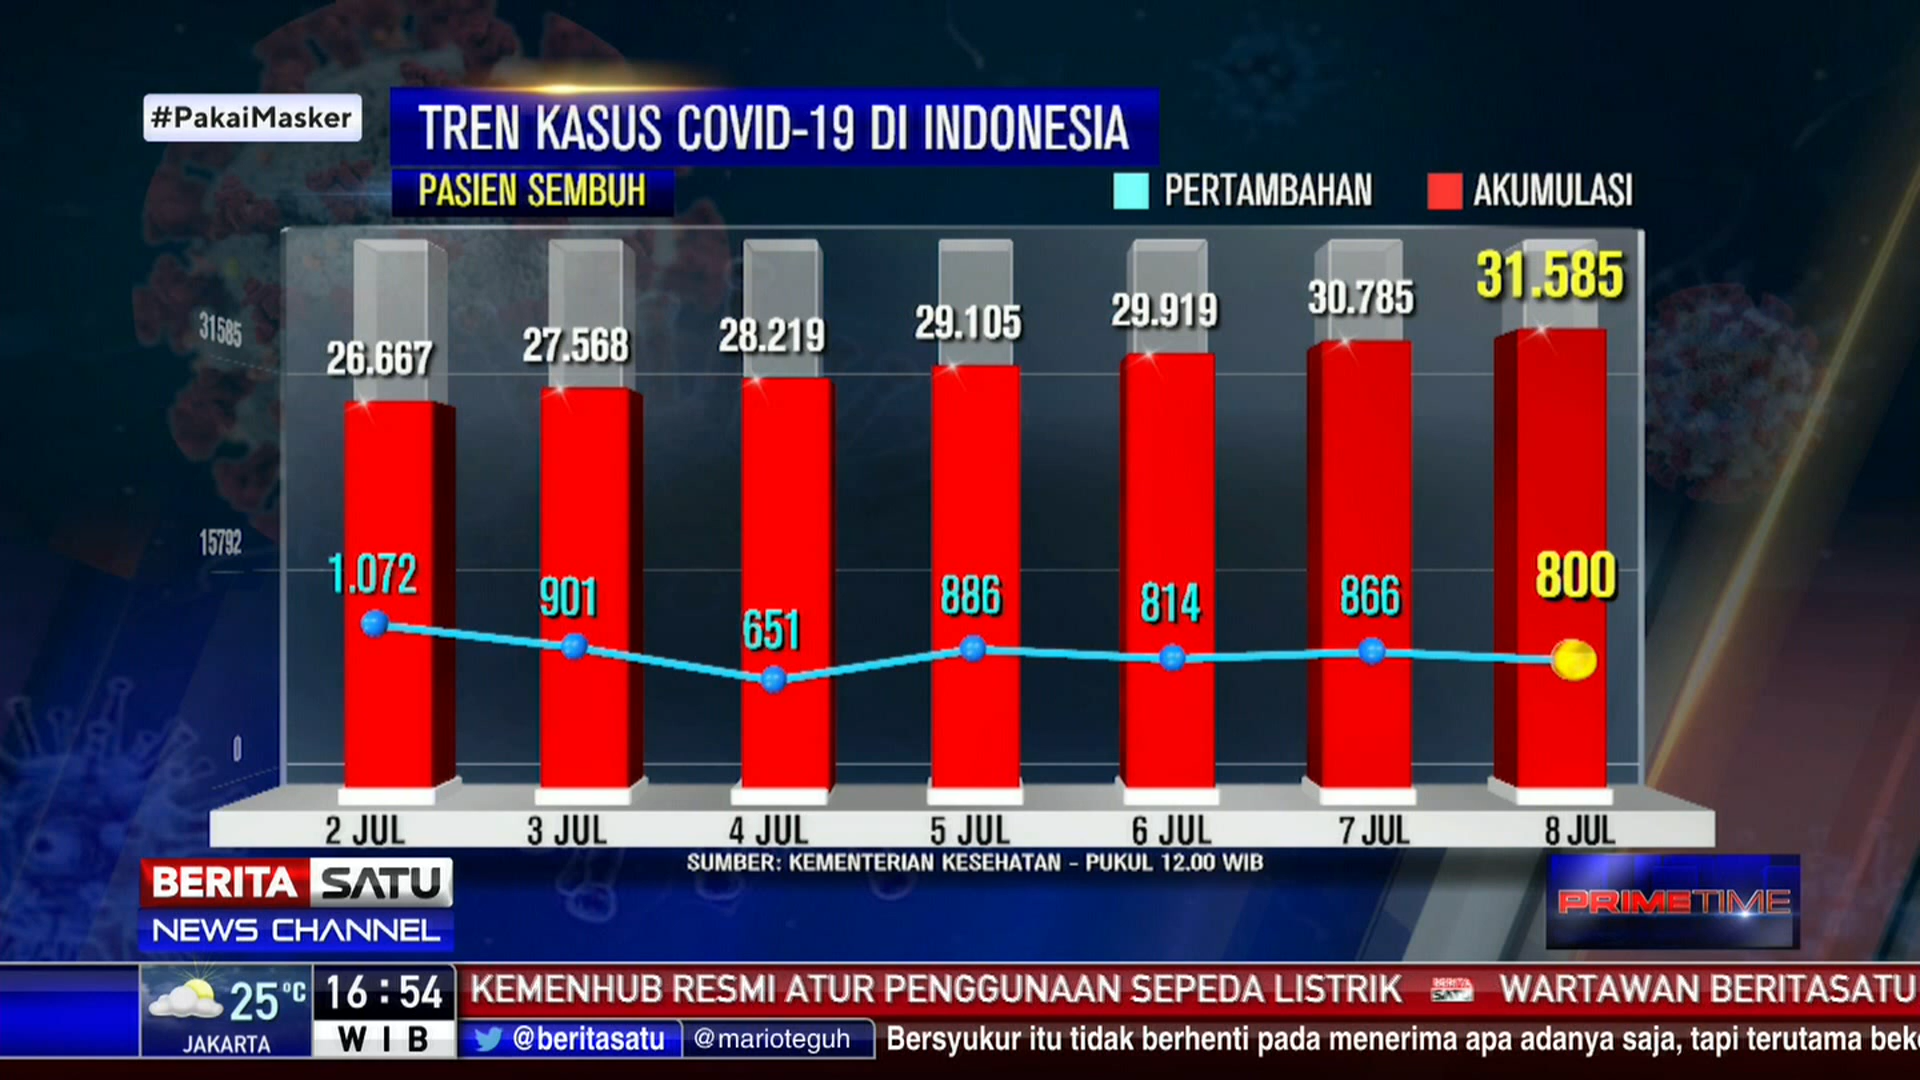 #PakaiMasker
TREN KASUS COVID-19 DI INDONESIA
PASIEN SEMBUH
PERTAMBAHAN
AKUMULASI
31585
15792
0
26.667
27.568
28.219
29.105
29.919
30.785
31.585
1.072
901
651
886
814
866
800
2 JUL
3 JUL
4 JUL
5 JUL
6 JUL
7 JUL
8 JUL
SUMBER: KEMENTERIAN KESEHATAN - PUKUL 12.00 WIB
BERITA SATU
NEWS CHANNEL
PRIMETIME
25°C
JAKARTA
16:54
WIB
KEMENHUB RESMI ATUR PENGGUNAAN SEPEDA LISTRIK BERITA SATU WARTAWAN BERITASATU
@beritasatu
@marioteguh
Bersyukur itu tidak berhenti pada menerima apa adanya saja, tapi terutama beke